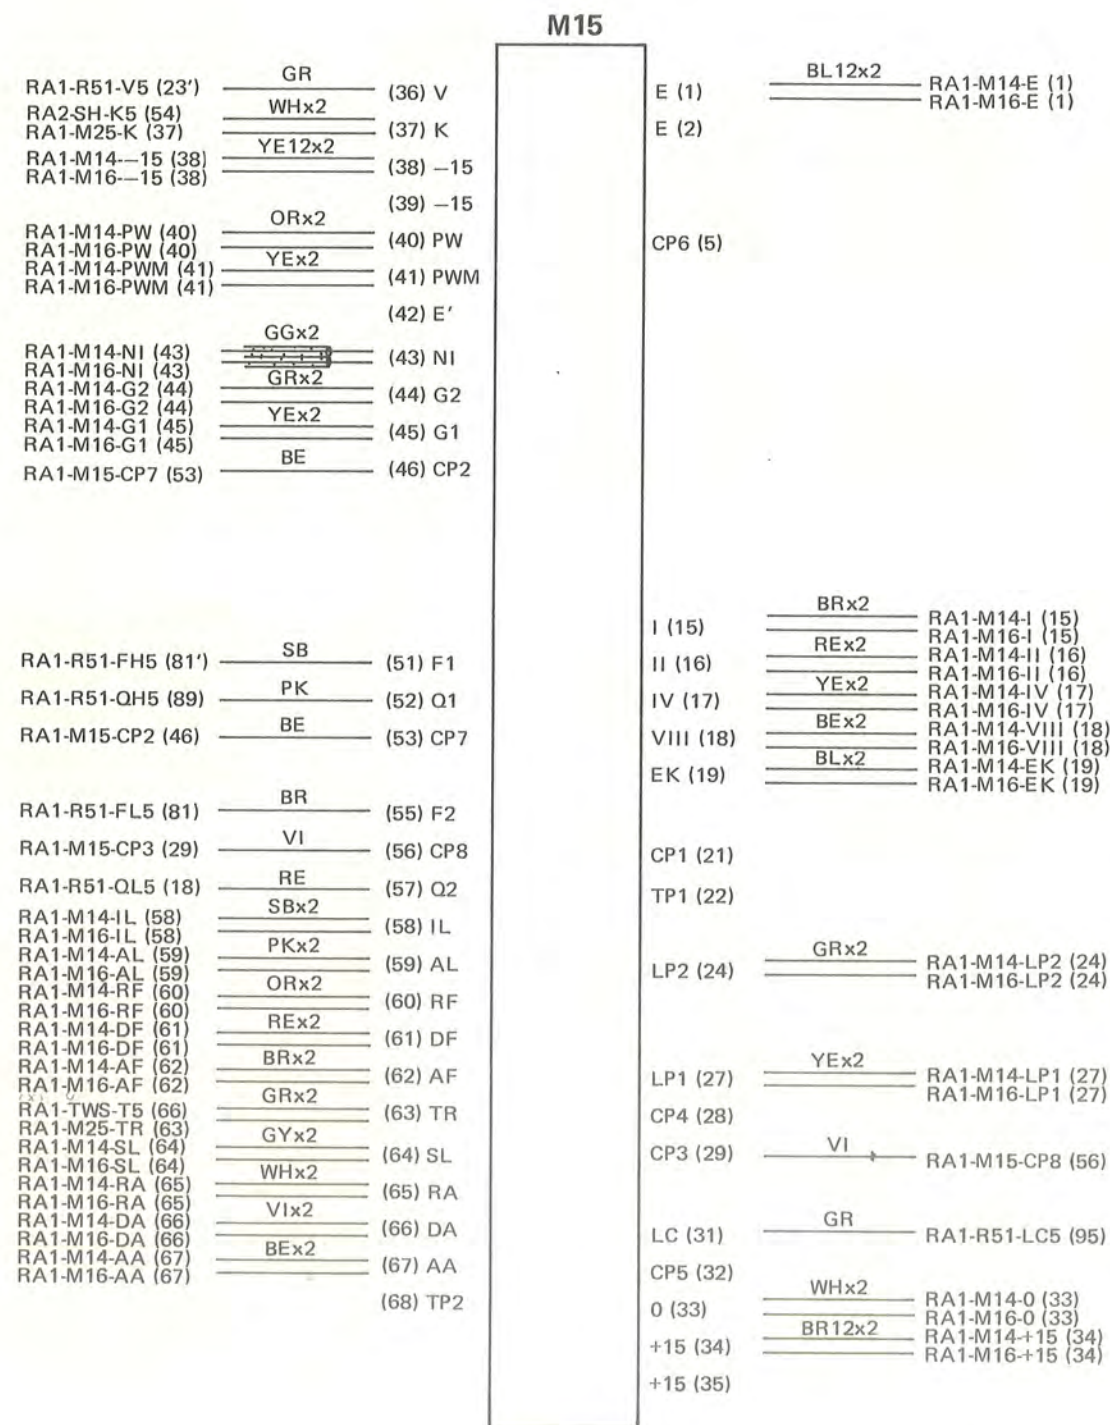 M15
GR
RA1-R51-V5 (23')
(36) V
WHx2
RA2-SH-K5 (54)
RA1-M25-K (37)
(37) K
YE12x2
RA1-M14-−15 (38)
RA1-M16-−15 (38)
(38) −15
(39) −15
ORx2
RA1-M14-PW (40)
RA1-M16-PW (40)
(40) PW
YEx2
RA1-M14-PWM (41)
RA1-M16-PWM (41)
(41) PWM
(42) E'
GGx2
RA1-M14-NI (43)
RA1-M16-NI (43)
(43) NI
GRx2
RA1-M14-G2 (44)
RA1-M16-G2 (44)
(44) G2
YEx2
RA1-M14-G1 (45)
RA1-M16-G1 (45)
(45) G1
BE
RA1-M15-CP7 (53)
(46) CP2
SB
RA1-R51-FH5 (81')
(51) F1
PK
RA1-R51-QH5 (89)
(52) Q1
BE
RA1-M15-CP2 (46)
(53) CP7
BR
RA1-R51-FL5 (81)
(55) F2
VI
RA1-M15-CP3 (29)
(56) CP8
RE
RA1-R51-QL5 (18)
(57) Q2
SBx2
RA1-M14-IL (58)
RA1-M16-IL (58)
(58) IL
PKx2
RA1-M14-AL (59)
RA1-M16-AL (59)
(59) AL
ORx2
RA1-M14-RF (60)
RA1-M16-RF (60)
(60) RF
REx2
RA1-M14-DF (61)
RA1-M16-DF (61)
(61) DF
BRx2
RA1-M14-AF (62)
RA1-M16-AF (62)
(62) AF
GRx2
RA1-TWS-T5 (66)
RA1-M25-TR (63)
(63) TR
GYx2
RA1-M14-SL (64)
RA1-M16-SL (64)
(64) SL
WHx2
RA1-M14-RA (65)
RA1-M16-RA (65)
(65) RA
VIx2
RA1-M14-DA (66)
RA1-M16-DA (66)
(66) DA
BEx2
RA1-M14-AA (67)
RA1-M16-AA (67)
(67) AA
(68) TP2
BL12x2
E (1)
RA1-M14-E (1)
RA1-M16-E (1)
E (2)
CP6 (5)
BRx2
I (15)
RA1-M14-I (15)
RA1-M16-I (15)
REx2
II (16)
RA1-M14-II (16)
RA1-M16-II (16)
YEx2
IV (17)
RA1-M14-IV (17)
RA1-M16-IV (17)
BEx2
VIII (18)
RA1-M14-VIII (18)
RA1-M16-VIII (18)
BLx2
EK (19)
RA1-M14-EK (19)
RA1-M16-EK (19)
CP1 (21)
TP1 (22)
GRx2
LP2 (24)
RA1-M14-LP2 (24)
RA1-M16-LP2 (24)
YEx2
LP1 (27)
RA1-M14-LP1 (27)
RA1-M16-LP1 (27)
CP4 (28)
VI
CP3 (29)
RA1-M15-CP8 (56)
GR
LC (31)
RA1-R51-LC5 (95)
CP5 (32)
WHx2
0 (33)
RA1-M14-0 (33)
RA1-M16-0 (33)
BR12x2
+15 (34)
RA1-M14-+15 (34)
RA1-M16-+15 (34)
+15 (35)